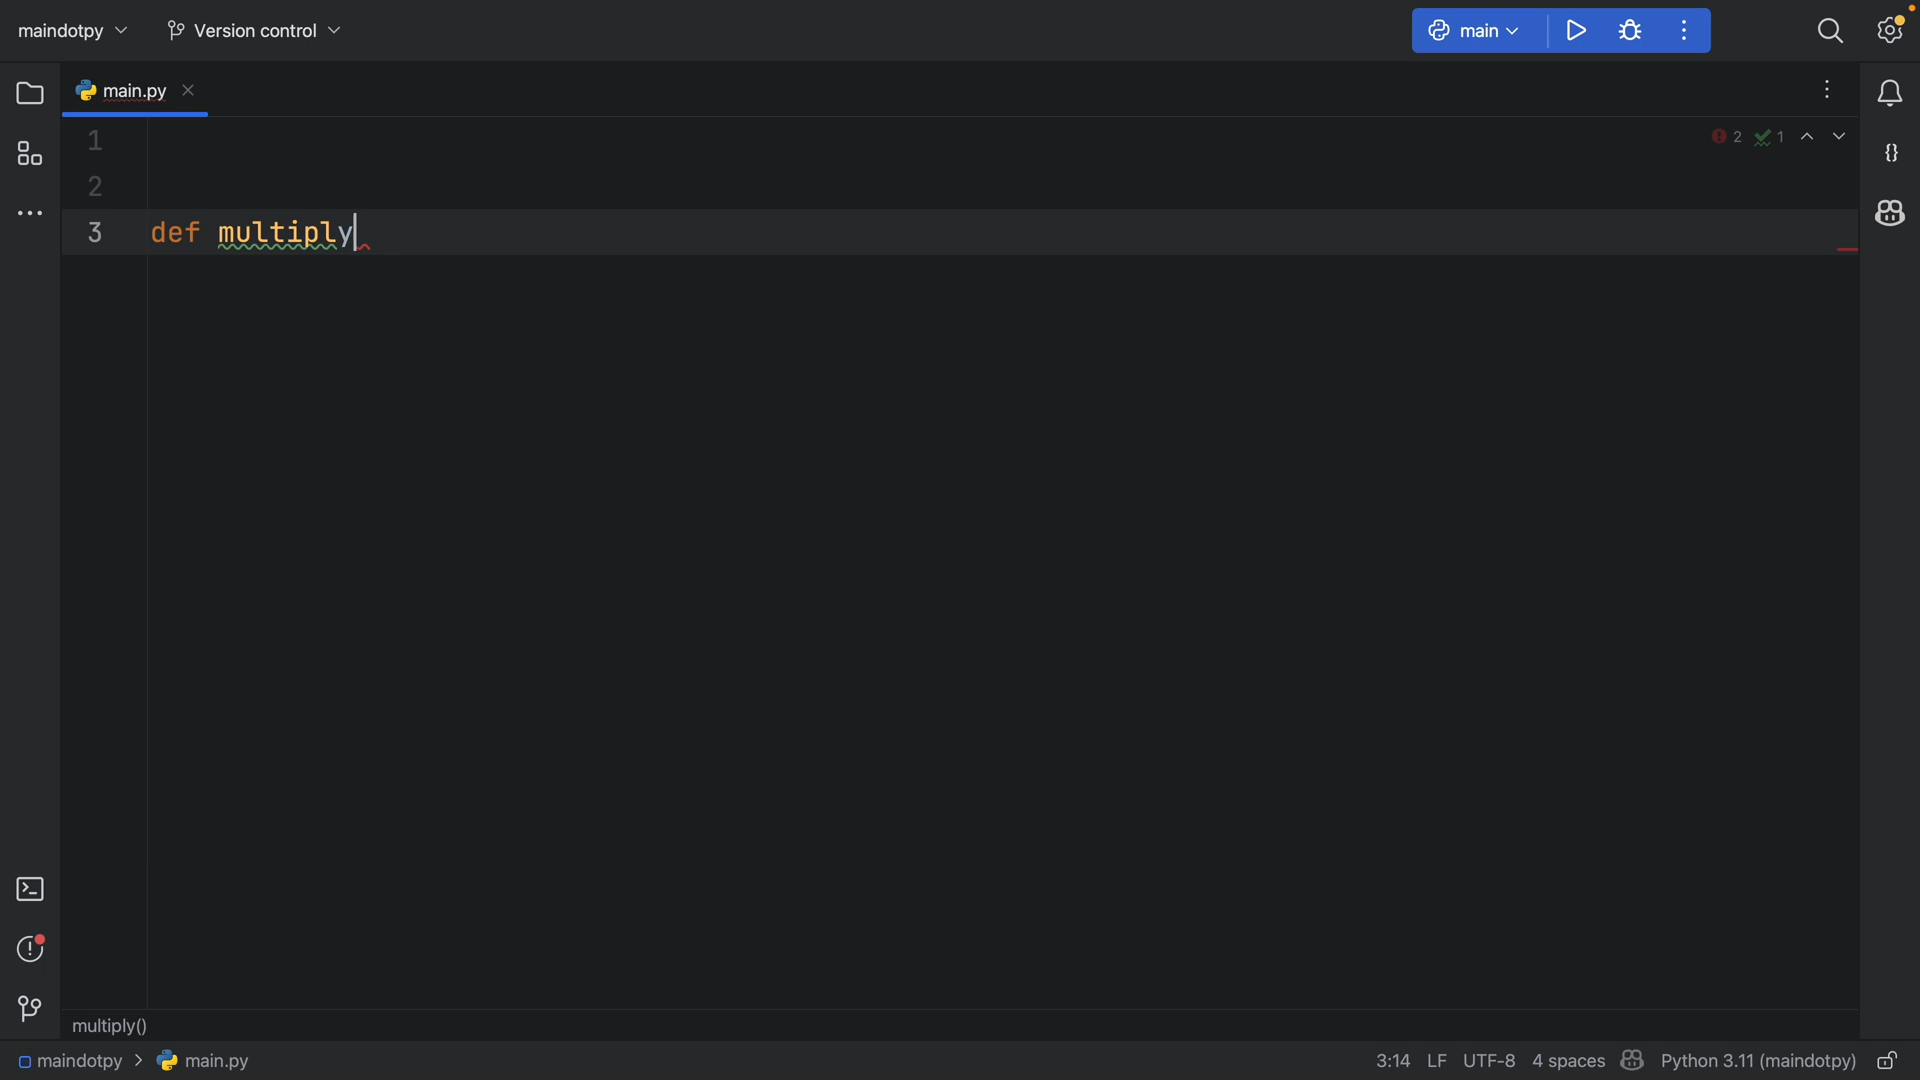 maindotpy
Version control
main
main.py
2 1
1
2
3 def multiply
multiply()
maindotpy > main.py
3:14 LF UTF-8 4 spaces Python 3.11 (maindotpy)